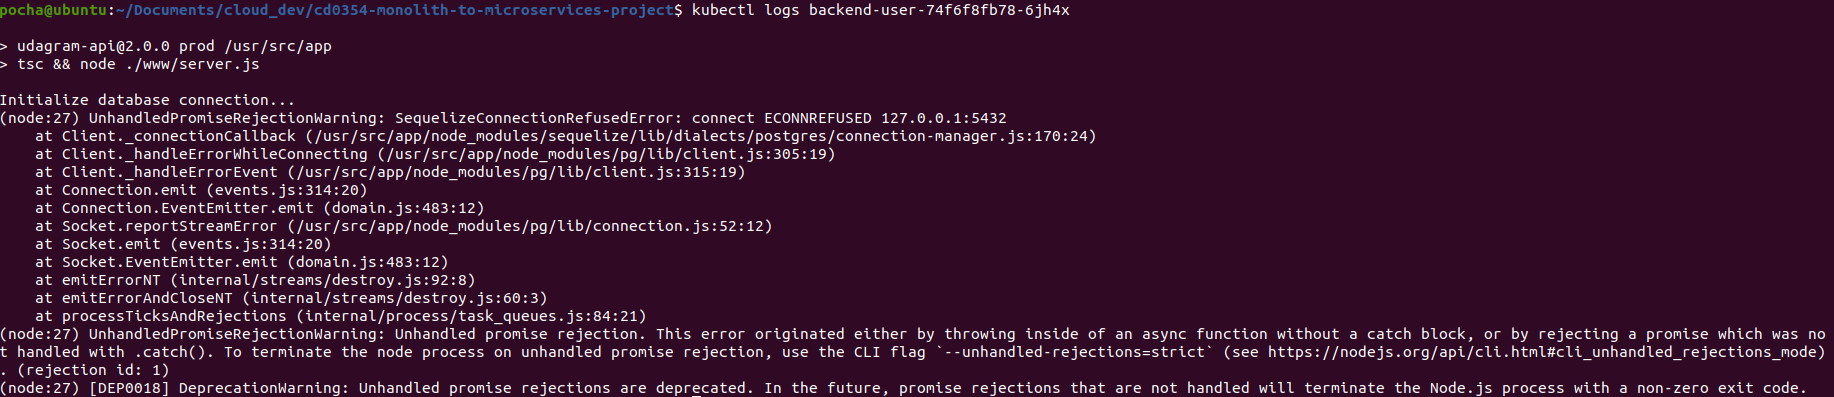 pocha@ubuntu:~/Documents/cloud_dev/cd0354-monolith-to-microservices-project$ kubectl logs backend-user-74f6f8fb78-6jh4x
> udagram-api@2.0.0 prod /usr/src/app
> tsc && node ./www/server.js
Initialize database connection...
(node:27) UnhandledPromiseRejectionWarning: SequelizeConnectionRefusedError: connect ECONNREFUSED 127.0.0.1:5432
    at Client._connectionCallback (/usr/src/app/node_modules/sequelize/lib/dialects/postgres/connection-manager.js:170:24)
    at Client._handleErrorWhileConnecting (/usr/src/app/node_modules/pg/lib/client.js:305:19)
    at Client._handleErrorEvent (/usr/src/app/node_modules/pg/lib/client.js:315:19)
    at Connection.emit (events.js:314:20)
    at Connection.EventEmitter.emit (domain.js:483:12)
    at Socket.reportStreamError (/usr/src/app/node_modules/pg/lib/connection.js:52:12)
    at Socket.emit (events.js:314:20)
    at Socket.EventEmitter.emit (domain.js:483:12)
    at emitErrorNT (internal/streams/destroy.js:92:8)
    at emitErrorAndCloseNT (internal/streams/destroy.js:60:3)
    at processTicksAndRejections (internal/process/task_queues.js:84:21)
(node:27) UnhandledPromiseRejectionWarning: Unhandled promise rejection. This error originated either by throwing inside of an async function without a catch block, or by rejecting a promise which was no
t handled with .catch(). To terminate the node process on unhandled promise rejection, use the CLI flag `--unhandled-rejections=strict` (see https://nodejs.org/api/cli.html#cli_unhandled_rejections_mode)
. (rejection id: 1)
(node:27) [DEP0018] DeprecationWarning: Unhandled promise rejections are deprecated. In the future, promise rejections that are not handled will terminate the Node.js process with a non-zero exit code.